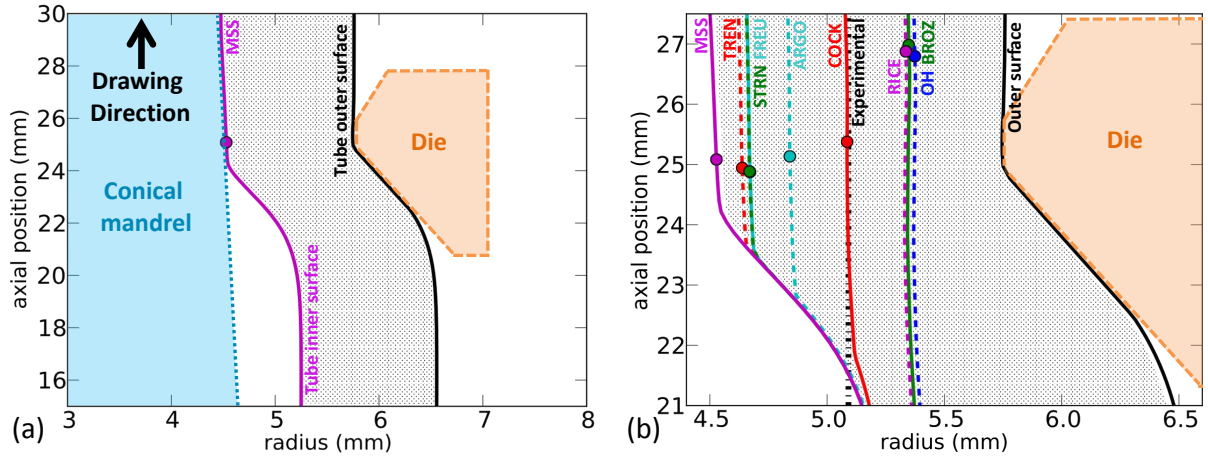 30
28
26
24
22
20
18
16
axial position (mm)
3
4
5
6
7
8
radius (mm)
(a)
Drawing
Direction
MSS
Conical
mandrel
Tube inner surface
Tube outer surface
Die
27
26
25
24
23
22
21
axial position (mm)
4.5
5.0
5.5
6.0
6.5
radius (mm)
(b)
MSS
TREN
STRN FREU
ARGO
COCK
Experimental
RICE
OH BROZ
Outer surface
Die